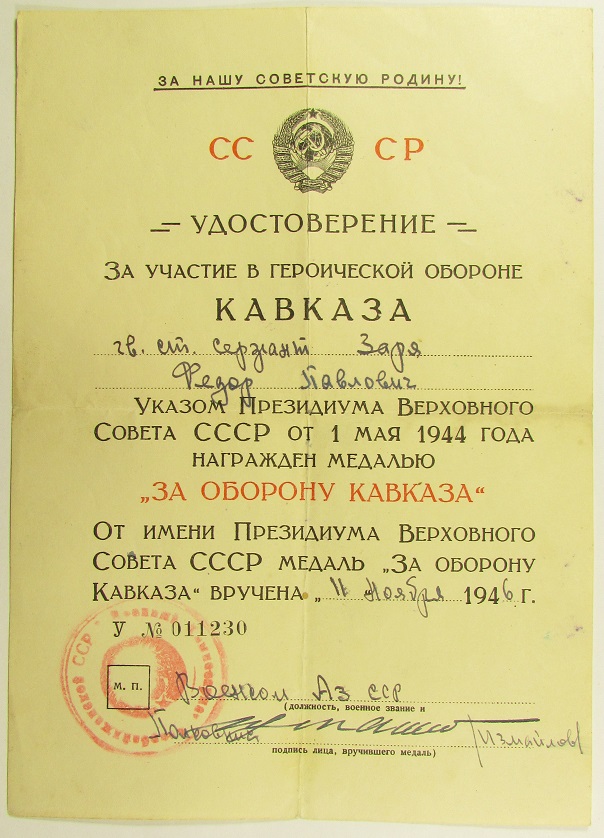 ЗА НАШУ СОВЕТСКУЮ РОДИНУ!
СССР
УДОСТОВЕРЕНИЕ
ЗА УЧАСТИЕ В ГЕРОИЧЕСКОЙ ОБОРОНЕ
КАВКАЗА
гв. ст. сержант Заря
Федор Павлович
УКАЗОМ ПРЕЗИДИУМА ВЕРХОВНОГО
СОВЕТА СССР ОТ 1 МАЯ 1944 ГОДА
НАГРАЖДЕН МЕДАЛЬЮ
„ЗА ОБОРОНУ КАВКАЗА“
ОТ ИМЕНИ ПРЕЗИДИУМА ВЕРХОВНОГО
СОВЕТА СССР МЕДАЛЬ „ЗА ОБОРОНУ
КАВКАЗА“ ВРУЧЕНА „11“ Ноября 1946 г.
У № 011230
М. П.
Военком Аз ССР
(должность, военное звание и
Полковник Измайлов
подпись лица, вручившего медаль)